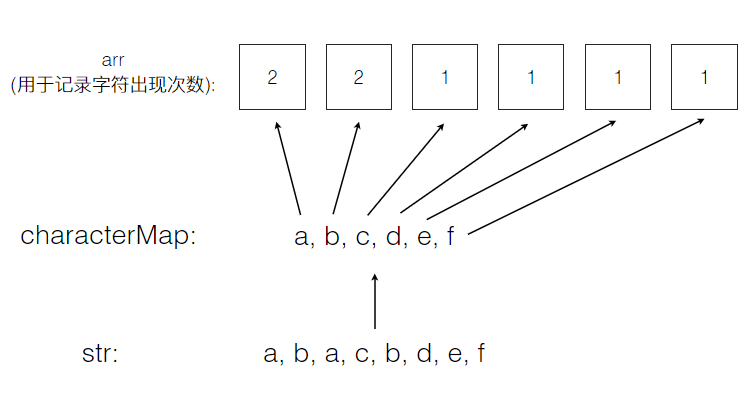 arr
(用于记录字符出现次数):
2 2 1 1 1 1
characterMap: a, b, c, d, e, f
str: a, b, a, c, b, d, e, f